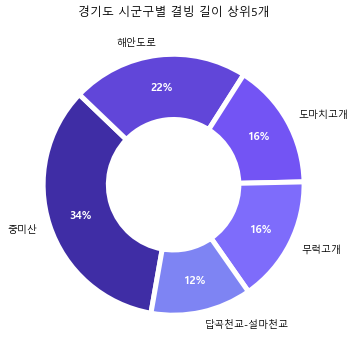 경기도 시군구별 결빙 길이 상위5개
해안도로
22%
도마치고개
16%
중미산
34%
16%
무럭고개
12%
답곡천교-설마천교